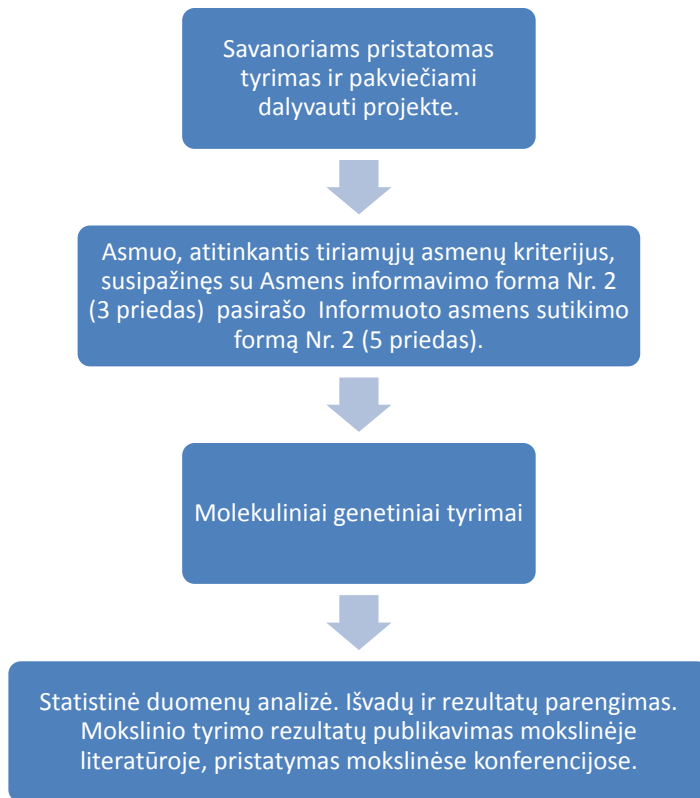 Savanoriams pristatomas
tyrimas ir pakviečiami
dalyvauti projekte.
Asmuo, atitinkantis tiriamųjų asmenų kriterijus,
susipažinęs su Asmens informavimo forma Nr. 2
(3 priedas) pasirašo Informuoto asmens sutikimo
formą Nr. 2 (5 priedas).
Molekuliniai genetiniai tyrimai
Statistinė duomenų analizė. Išvadų ir rezultatų parengimas.
Mokslinio tyrimo rezultatų publikavimas mokslinėje
literatūroje, pristatymas mokslinėse konferencijose.